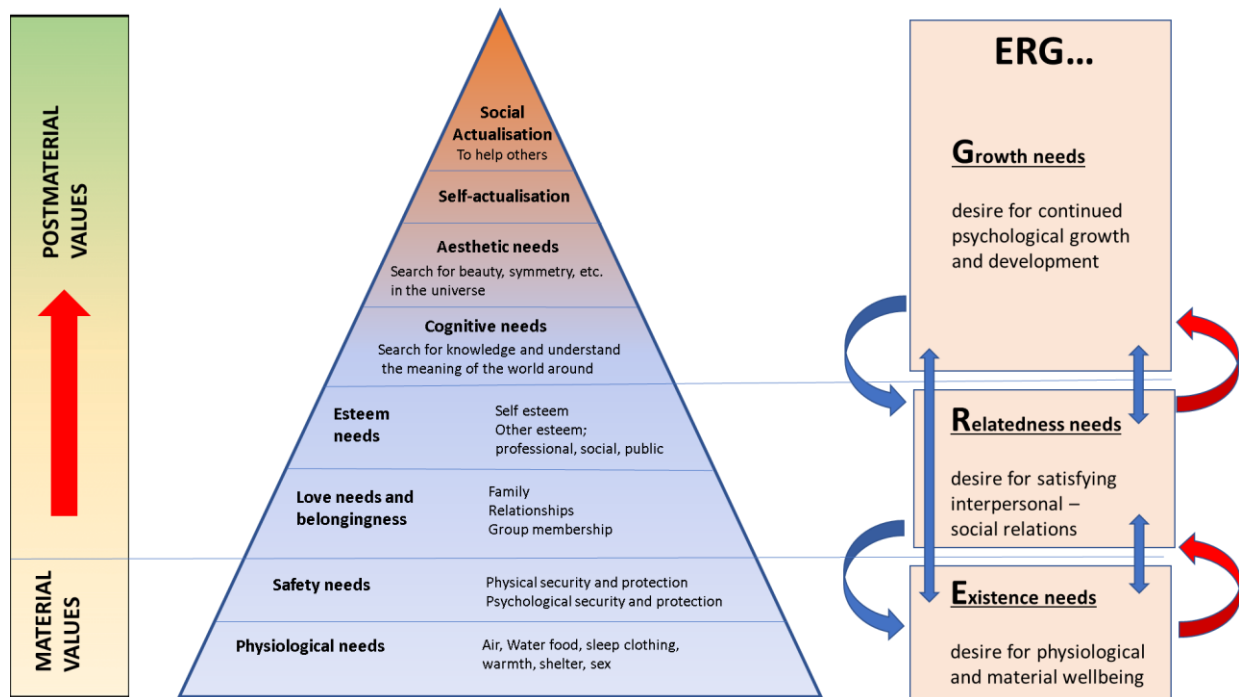 POSTMATERIAL
VALUES
MATERIAL
VALUES
Social
Actualisation
To help others
Self-actualisation
Aesthetic needs
Search for beauty, symmetry, etc.
in the universe
Cognitive needs
Search for knowledge and understand
the meaning of the world around
Esteem
needs
Self esteem
Other esteem;
professional, social, public
Love needs and
belongingness
Family
Relationships
Group membership
Safety needs
Physical security and protection
Psychological security and protection
Physiological needs
Air, Water food, sleep clothing,
warmth, shelter, sex
ERG...
Growth needs
desire for continued
psychological growth
and development
Relatedness needs
desire for satisfying
interpersonal –
social relations
Existence needs
desire for physiological
and material wellbeing